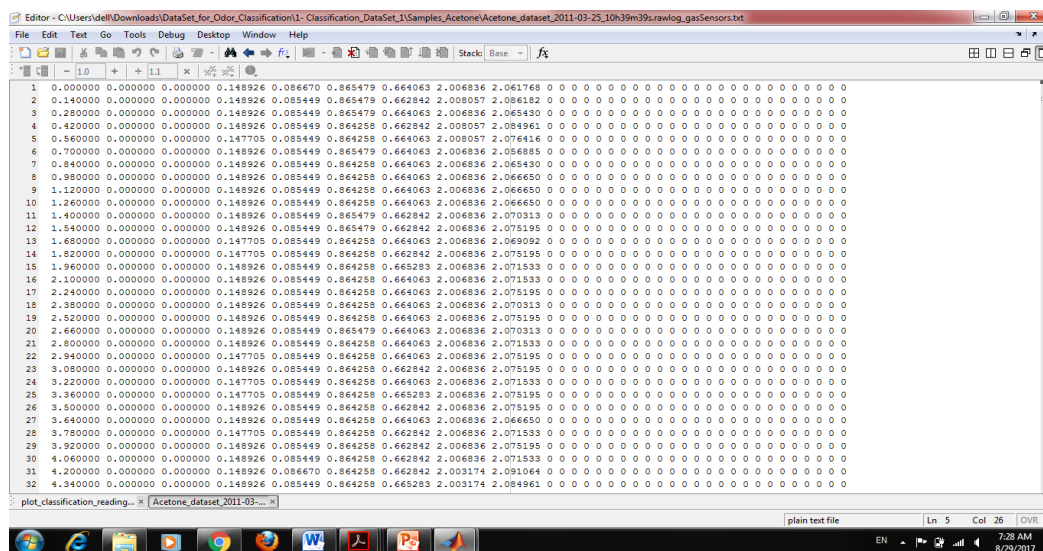 Editor - C:\Users\dell\Downloads\DataSet_for_Odor_Classification\1- Classification_DataSet_1\Samples_Acetone\Acetone_dataset_2011-03-25_10h39m39s.rawlog_gasSensors.txt
File Edit Text Go Tools Debug Desktop Window Help
Stack: Base fx
- 1.0 + ÷ 1.1 ×
1 0.000000 0.000000 0.000000 0.148926 0.086670 0.865479 0.664063 2.006836 2.061768 0 0 0 0 0 0 0 0 0 0 0 0 0 0 0 0 0 0 0 0 0 0 0 0 0
2 0.140000 0.000000 0.000000 0.148926 0.085449 0.865479 0.662842 2.008057 2.086182 0 0 0 0 0 0 0 0 0 0 0 0 0 0 0 0 0 0 0 0 0 0 0 0 0
3 0.280000 0.000000 0.000000 0.148926 0.085449 0.865479 0.664063 2.006836 2.065430 0 0 0 0 0 0 0 0 0 0 0 0 0 0 0 0 0 0 0 0 0 0 0 0 0
4 0.420000 0.000000 0.000000 0.148926 0.085449 0.864258 0.662842 2.008057 2.084961 0 0 0 0 0 0 0 0 0 0 0 0 0 0 0 0 0 0 0 0 0 0 0 0 0
5 0.560000 0.000000 0.000000 0.147705 0.085449 0.864258 0.664063 2.008057 2.076416 0 0 0 0 0 0 0 0 0 0 0 0 0 0 0 0 0 0 0 0 0 0 0 0 0
6 0.700000 0.000000 0.000000 0.148926 0.085449 0.865479 0.664063 2.006836 2.056885 0 0 0 0 0 0 0 0 0 0 0 0 0 0 0 0 0 0 0 0 0 0 0 0 0
7 0.840000 0.000000 0.000000 0.148926 0.085449 0.864258 0.664063 2.006836 2.065430 0 0 0 0 0 0 0 0 0 0 0 0 0 0 0 0 0 0 0 0 0 0 0 0 0
8 0.980000 0.000000 0.000000 0.148926 0.085449 0.864258 0.664063 2.006836 2.066650 0 0 0 0 0 0 0 0 0 0 0 0 0 0 0 0 0 0 0 0 0 0 0 0 0
9 1.120000 0.000000 0.000000 0.148926 0.085449 0.864258 0.664063 2.006836 2.066650 0 0 0 0 0 0 0 0 0 0 0 0 0 0 0 0 0 0 0 0 0 0 0 0 0
10 1.260000 0.000000 0.000000 0.148926 0.085449 0.864258 0.664063 2.006836 2.066650 0 0 0 0 0 0 0 0 0 0 0 0 0 0 0 0 0 0 0 0 0 0 0 0 0
11 1.400000 0.000000 0.000000 0.148926 0.085449 0.865479 0.662842 2.006836 2.070313 0 0 0 0 0 0 0 0 0 0 0 0 0 0 0 0 0 0 0 0 0 0 0 0 0
12 1.540000 0.000000 0.000000 0.148926 0.085449 0.865479 0.662842 2.006836 2.075195 0 0 0 0 0 0 0 0 0 0 0 0 0 0 0 0 0 0 0 0 0 0 0 0 0
13 1.680000 0.000000 0.000000 0.147705 0.085449 0.864258 0.664063 2.006836 2.069092 0 0 0 0 0 0 0 0 0 0 0 0 0 0 0 0 0 0 0 0 0 0 0 0 0
14 1.820000 0.000000 0.000000 0.147705 0.085449 0.864258 0.662842 2.006836 2.075195 0 0 0 0 0 0 0 0 0 0 0 0 0 0 0 0 0 0 0 0 0 0 0 0 0
15 1.960000 0.000000 0.000000 0.148926 0.085449 0.864258 0.665283 2.006836 2.071533 0 0 0 0 0 0 0 0 0 0 0 0 0 0 0 0 0 0 0 0 0 0 0 0 0
16 2.100000 0.000000 0.000000 0.148926 0.085449 0.864258 0.664063 2.006836 2.071533 0 0 0 0 0 0 0 0 0 0 0 0 0 0 0 0 0 0 0 0 0 0 0 0 0
17 2.240000 0.000000 0.000000 0.148926 0.085449 0.864258 0.664063 2.006836 2.075195 0 0 0 0 0 0 0 0 0 0 0 0 0 0 0 0 0 0 0 0 0 0 0 0 0
18 2.380000 0.000000 0.000000 0.148926 0.085449 0.864258 0.664063 2.006836 2.070313 0 0 0 0 0 0 0 0 0 0 0 0 0 0 0 0 0 0 0 0 0 0 0 0 0
19 2.520000 0.000000 0.000000 0.148926 0.085449 0.864258 0.664063 2.006836 2.075195 0 0 0 0 0 0 0 0 0 0 0 0 0 0 0 0 0 0 0 0 0 0 0 0 0
20 2.660000 0.000000 0.000000 0.148926 0.085449 0.865479 0.664063 2.006836 2.070313 0 0 0 0 0 0 0 0 0 0 0 0 0 0 0 0 0 0 0 0 0 0 0 0 0
21 2.800000 0.000000 0.000000 0.148926 0.085449 0.864258 0.664063 2.006836 2.071533 0 0 0 0 0 0 0 0 0 0 0 0 0 0 0 0 0 0 0 0 0 0 0 0 0
22 2.940000 0.000000 0.000000 0.147705 0.085449 0.864258 0.664063 2.006836 2.075195 0 0 0 0 0 0 0 0 0 0 0 0 0 0 0 0 0 0 0 0 0 0 0 0 0
23 3.080000 0.000000 0.000000 0.148926 0.085449 0.864258 0.662842 2.006836 2.075195 0 0 0 0 0 0 0 0 0 0 0 0 0 0 0 0 0 0 0 0 0 0 0 0 0
24 3.220000 0.000000 0.000000 0.147705 0.085449 0.864258 0.664063 2.006836 2.071533 0 0 0 0 0 0 0 0 0 0 0 0 0 0 0 0 0 0 0 0 0 0 0 0 0
25 3.360000 0.000000 0.000000 0.147705 0.085449 0.864258 0.665283 2.006836 2.075195 0 0 0 0 0 0 0 0 0 0 0 0 0 0 0 0 0 0 0 0 0 0 0 0 0
26 3.500000 0.000000 0.000000 0.148926 0.085449 0.864258 0.662842 2.006836 2.075195 0 0 0 0 0 0 0 0 0 0 0 0 0 0 0 0 0 0 0 0 0 0 0 0 0
27 3.640000 0.000000 0.000000 0.148926 0.085449 0.864258 0.664063 2.006836 2.066650 0 0 0 0 0 0 0 0 0 0 0 0 0 0 0 0 0 0 0 0 0 0 0 0 0
28 3.780000 0.000000 0.000000 0.147705 0.085449 0.864258 0.662842 2.006836 2.071533 0 0 0 0 0 0 0 0 0 0 0 0 0 0 0 0 0 0 0 0 0 0 0 0 0
29 3.920000 0.000000 0.000000 0.148926 0.085449 0.864258 0.662842 2.006836 2.075195 0 0 0 0 0 0 0 0 0 0 0 0 0 0 0 0 0 0 0 0 0 0 0 0 0
30 4.060000 0.000000 0.000000 0.148926 0.085449 0.864258 0.662842 2.006836 2.071533 0 0 0 0 0 0 0 0 0 0 0 0 0 0 0 0 0 0 0 0 0 0 0 0 0
31 4.200000 0.000000 0.000000 0.148926 0.086670 0.864258 0.662842 2.003174 2.091064 0 0 0 0 0 0 0 0 0 0 0 0 0 0 0 0 0 0 0 0 0 0 0 0 0
32 4.340000 0.000000 0.000000 0.148926 0.085449 0.864258 0.665283 2.003174 2.084961 0 0 0 0 0 0 0 0 0 0 0 0 0 0 0 0 0 0 0 0 0 0 0 0 0
plot_classification_reading... × Acetone_dataset_2011-03-... ×
plain text file Ln 5 Col 26 OVR
EN 7:28 AM
8/29/2017